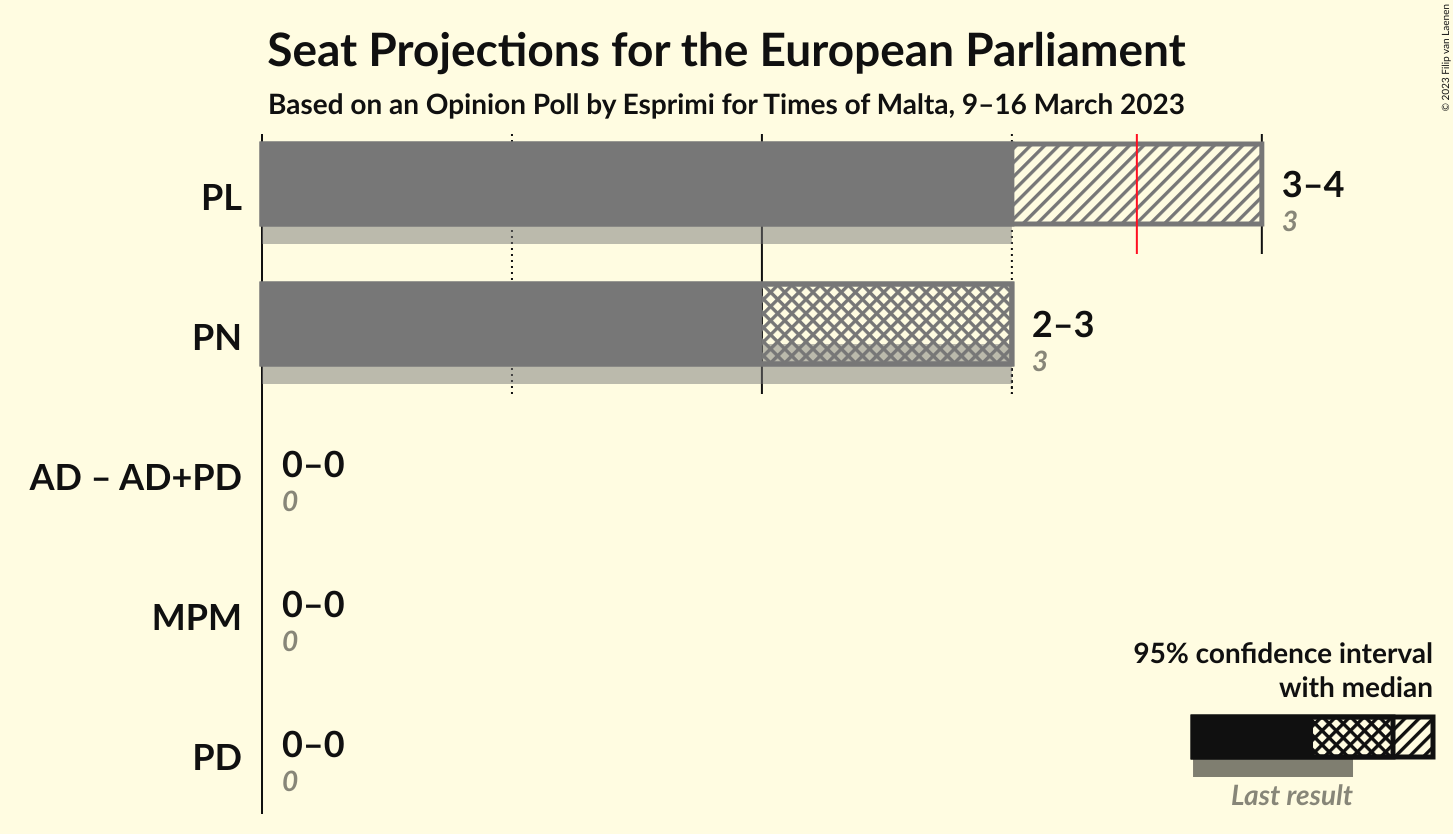 Seat Projections for the European Parliament
Based on an Opinion Poll by Esprimi for Times of Malta, 9–16 March 2023
© 2023 Filip van Laenen
PL
3–4
3
PN
2–3
3
AD – AD+PD
0–0
0
MPM
0–0
0
PD
0–0
0
95% confidence interval
with median
Last result